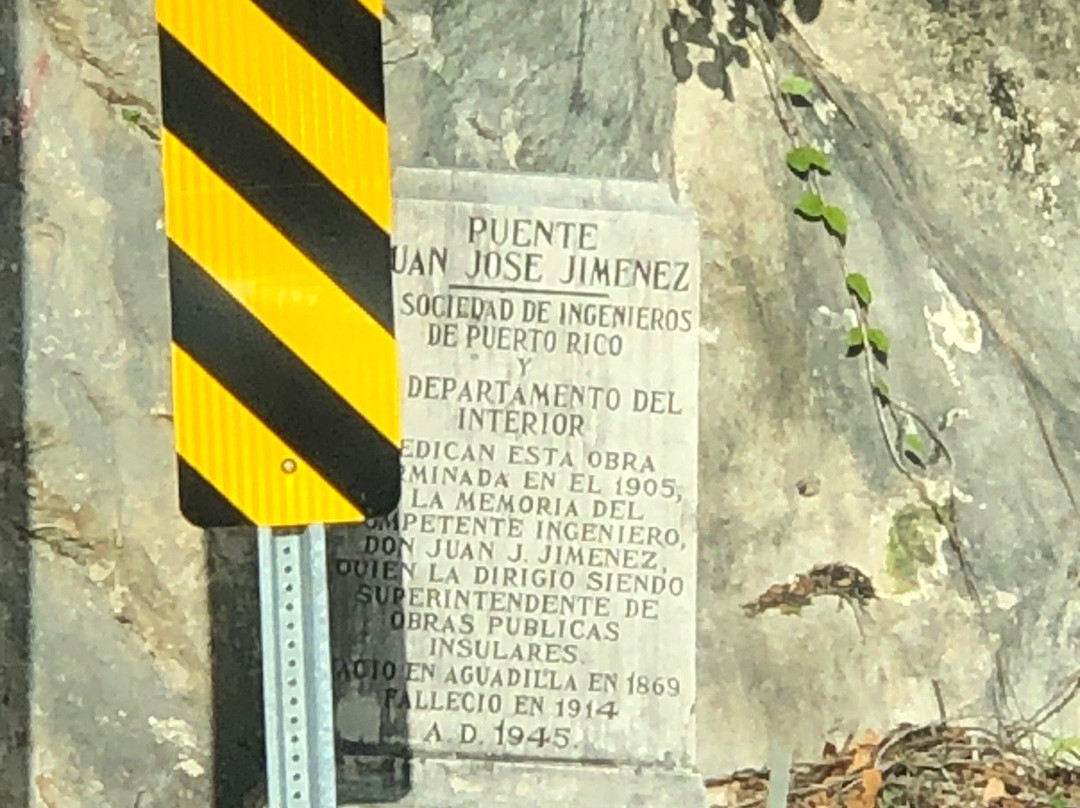 PUENTE
UAN JOSE JIMENEZ
SOCIEDAD DE INGENIEROS
DE PUERTO RICO
Y
DEPARTAMENTO DEL
INTERIOR
EDICAN ESTA OBRA
RMINADA EN EL 1905,
LA MEMORIA DEL
OMPETENTE INGENIERO,
DON JUAN J. JIMENEZ,
QUIEN LA DIRIGIO SIENDO
SUPERINTENDENTE DE
OBRAS PUBLICAS
INSULARES.
ACIO EN AGUADILLA EN 1869
FALLECIO EN 1914
A. D. 1945.